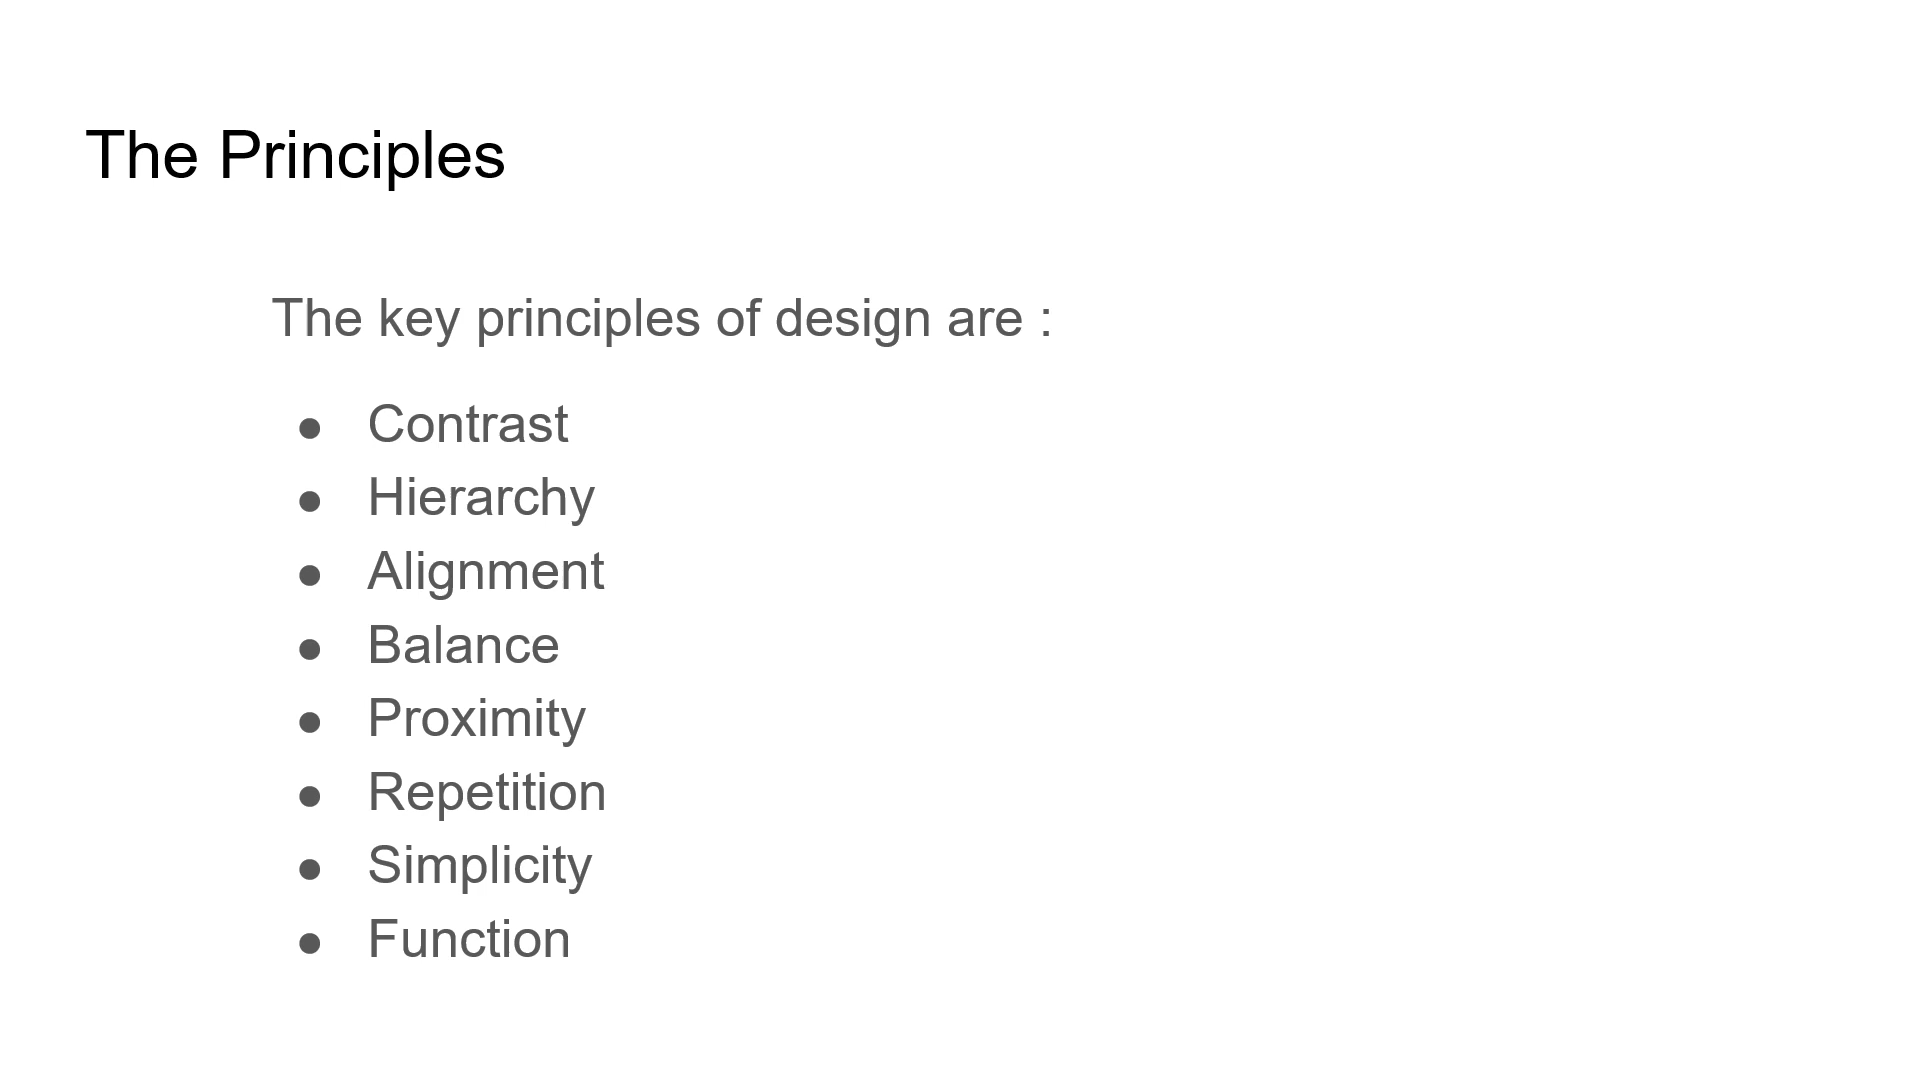 The Principles
The key principles of design are :
● Contrast
● Hierarchy
● Alignment
● Balance
● Proximity
● Repetition
● Simplicity
● Function